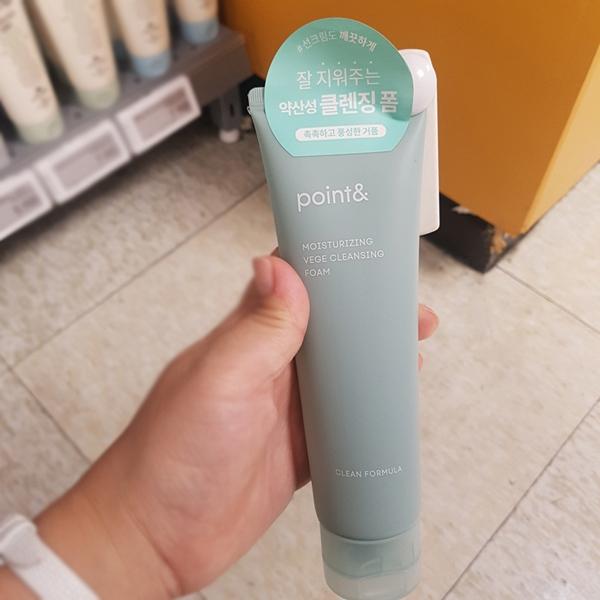 #선크림도 깨끗하게
잘 지워주는
약산성 클렌징 폼
촉촉하고 풍성한 거품
point&
MOISTURIZING
VEGE CLEANSING
FOAM
CLEAN FORMULA